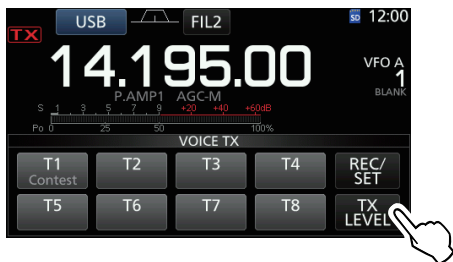 USB FIL2 SD 12:00
TX
14.195.00
VFO A
1
BLANK
P.AMP1 AGC-M
S 1 3 5 7 9 +20 +40 +60dB
Po 0 25 50 100%
VOICE TX
T1 T2 T3 T4 REC/
Contest SET
T5 T6 T7 T8 TX
LEVEL